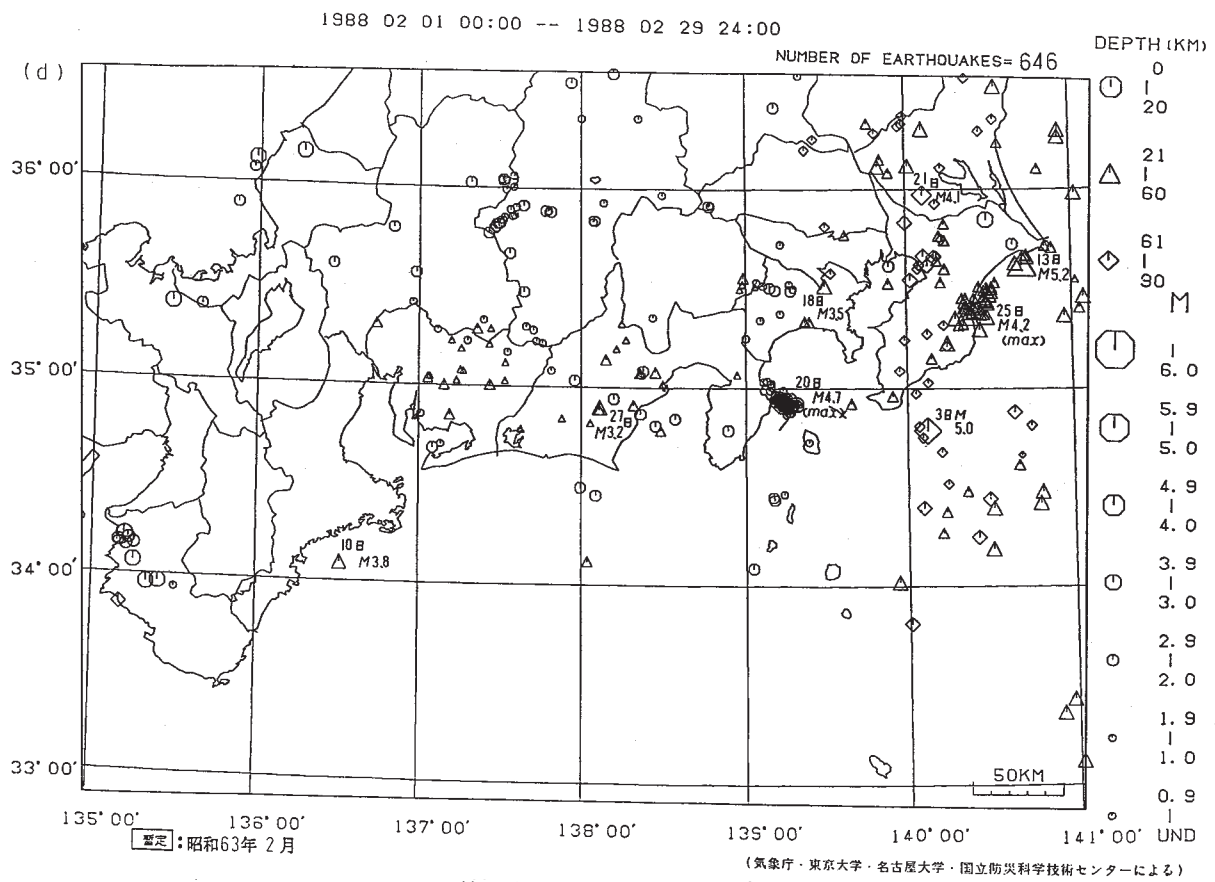 1988 02 01 00:00 -- 1988 02 29 24:00
DEPTH (KM)
(d)
NUMBER OF EARTHQUAKES= 646
0
20
21
60
61
90
M
6.0
5.9
5.0
4.9
4.0
3.9
3.0
2.9
2.0
1.9
1.0
0.9
UND
36° 00'
35° 00'
34° 00'
33° 00'
21日
M4.1
13日
M5.2
18日
M3.5
25日
M4.2
(max)
20日
M4.7
(max)
27日
M3.2
3日 M
5.0
10日
M3.8
50KM
135° 00'
136° 00'
137° 00'
138° 00'
139° 00'
140° 00'
141° 00'
暫定:昭和63年 2月
(気象庁・東京大学・名古屋大学・国立防災科学技術センターによる)